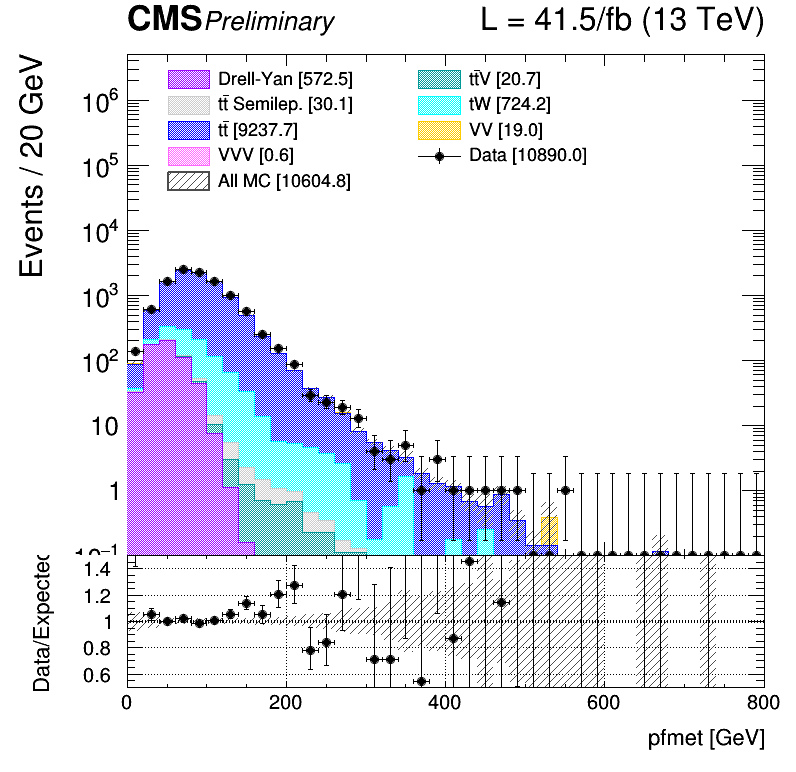 CMS Preliminary L = 41.5/fb (13 TeV)
Events / 20 GeV
Drell-Yan [572.5]
tt̄ Semilep. [30.1]
tt̄ [9237.7]
VVV [0.6]
All MC [10604.8]
tt̄V [20.7]
tW [724.2]
VV [19.0]
Data [10890.0]
10⁶
10⁵
10⁴
10³
10²
10
1
10⁻¹
Data/Expected
1.4
1.2
1
0.8
0.6
0 200 400 600 800
pfmet [GeV]